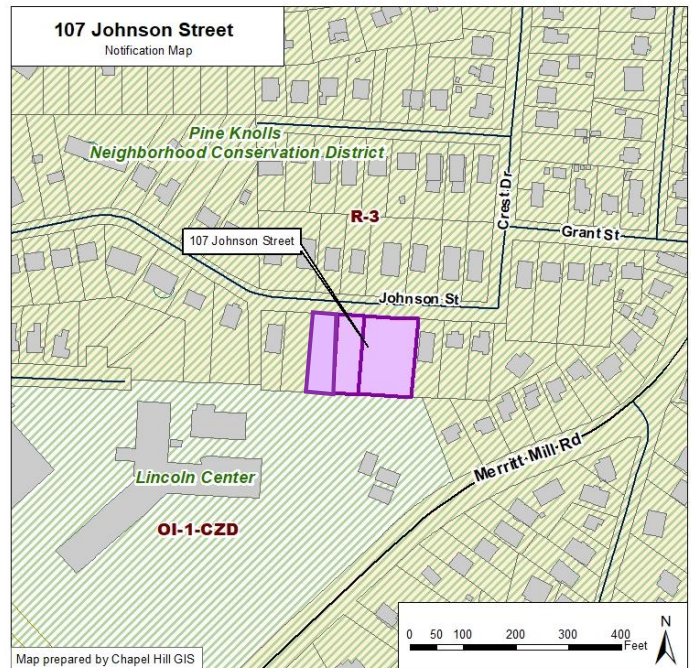 107 Johnson Street
Notification Map
Pine Knolls
Neighborhood Conservation District
R-3
Crest Dr
Grant St
107 Johnson Street
Johnson St
Merritt Mill Rd
Lincoln Center
OI-1-CZD
N
0 50 100 200 300 400
Feet
Map prepared by Chapel Hill GIS